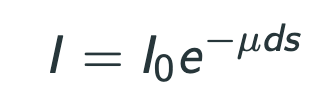 I = I₀e^{−μds}